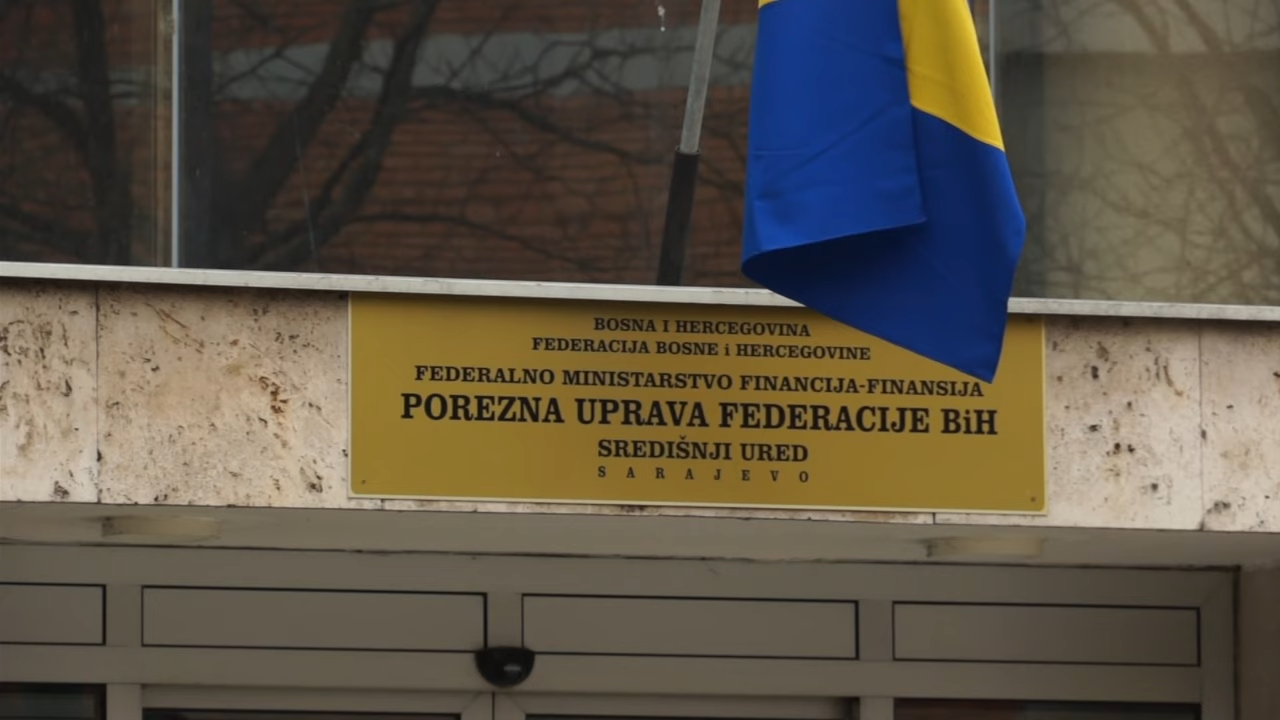 BOSNA I HERCEGOVINA
FEDERACIJA BOSNE i HERCEGOVINE
FEDERALNO MINISTARSTVO FINANCIJA-FINANSIJA
POREZNA UPRAVA FEDERACIJE BiH
SREDIŠNJI URED
SARAJEVO